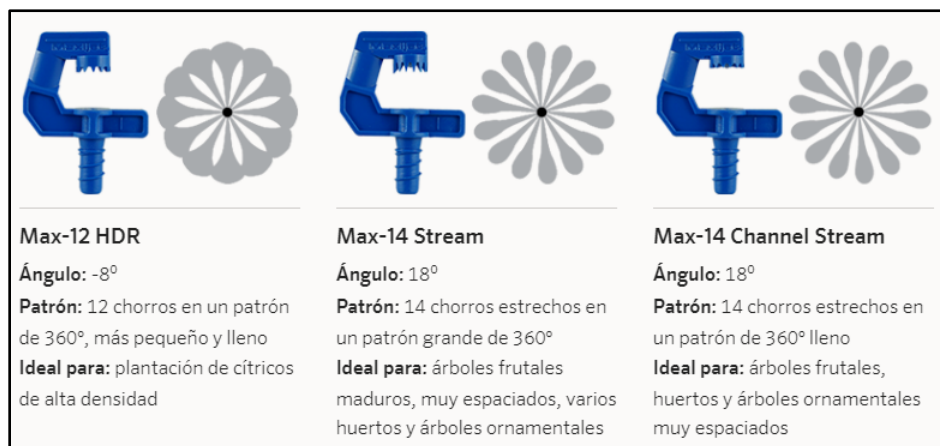 Max-12 HDR
Ángulo: -8⁰
Patrón: 12 chorros en un patrón
de 360°, más pequeño y lleno
Ideal para: plantación de cítricos
de alta densidad
Max-14 Stream
Ángulo: 18⁰
Patrón: 14 chorros estrechos en
un patrón grande de 360°
Ideal para: árboles frutales
maduros, muy espaciados, varios
huertos y árboles ornamentales
Max-14 Channel Stream
Ángulo: 18⁰
Patrón: 14 chorros estrechos en
un patrón de 360° lleno
Ideal para: árboles frutales,
huertos y árboles ornamentales
muy espaciados